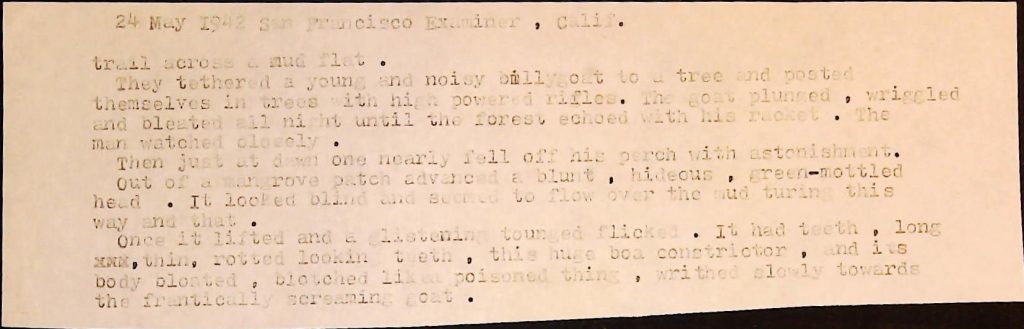 24 May 1942 San Francisco Examiner , Calif.
trail across a mud flat .
They tethered a young and noisy billygoat to a tree and posted
themselves in trees with high powered rifles. The goat plunged , wriggled
and bleated all night until the forest echoed with his racket . The
man watched closely .
Then just at dawn one nearly fell off his perch with astonishment.
Out of a mangrove patch advanced a blunt , hideous , green-mottled
head . It looked blind and seemed to flow over the mud turing this
way and that .
Once it lifted and a glistening tounged flicked . It had teeth , long
xxx, thin, rotted lookin teeth , this huge boa constrictor , and its
body bloated , blotched likea poisoned thing , writhed slowly towards
the frantically screaming goat .